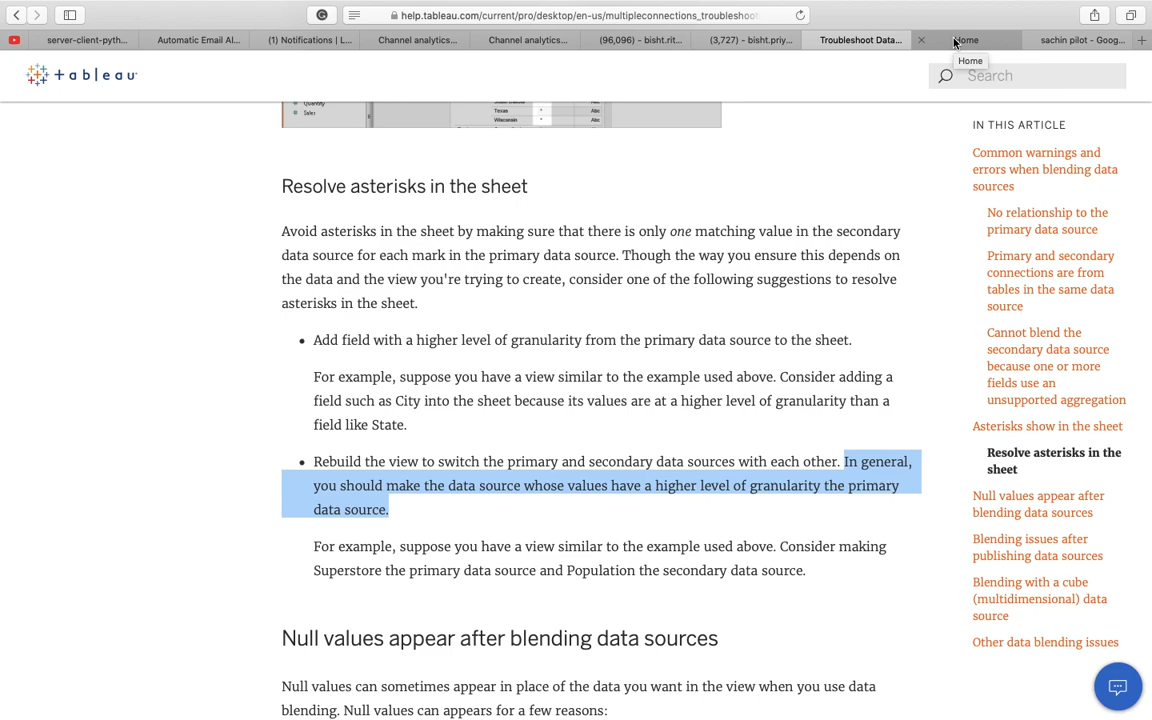 help.tableau.com/current/pro/desktop/en-us/multipleconnections_troubleshoot
server-client-pyth...
Automatic Email Al...
(1) Notifications | L...
Channel analytics...
Channel analytics...
(96,096) - bisht.rit...
(3,727) - bisht.priy...
Troubleshoot Data...
Home
sachin pilot - Goog...
Home
+ a b l e a u
Search
Quantity
Sales
Texas
Abc
Wisconsin
Abc
Resolve asterisks in the sheet
Avoid asterisks in the sheet by making sure that there is only one matching value in the secondary
data source for each mark in the primary data source. Though the way you ensure this depends on
the data and the view you're trying to create, consider one of the following suggestions to resolve
asterisks in the sheet.
• Add field with a higher level of granularity from the primary data source to the sheet.
For example, suppose you have a view similar to the example used above. Consider adding a
field such as City into the sheet because its values are at a higher level of granularity than a
field like State.
• Rebuild the view to switch the primary and secondary data sources with each other. In general,
you should make the data source whose values have a higher level of granularity the primary
data source.
For example, suppose you have a view similar to the example used above. Consider making
Superstore the primary data source and Population the secondary data source.
Null values appear after blending data sources
Null values can sometimes appear in place of the data you want in the view when you use data
blending. Null values can appears for a few reasons:
IN THIS ARTICLE
Common warnings and
errors when blending data
sources
No relationship to the
primary data source
Primary and secondary
connections are from
tables in the same data
source
Cannot blend the
secondary data source
because one or more
fields use an
unsupported aggregation
Asterisks show in the sheet
Resolve asterisks in the
sheet
Null values appear after
blending data sources
Blending issues after
publishing data sources
Blending with a cube
(multidimensional) data
source
Other data blending issues